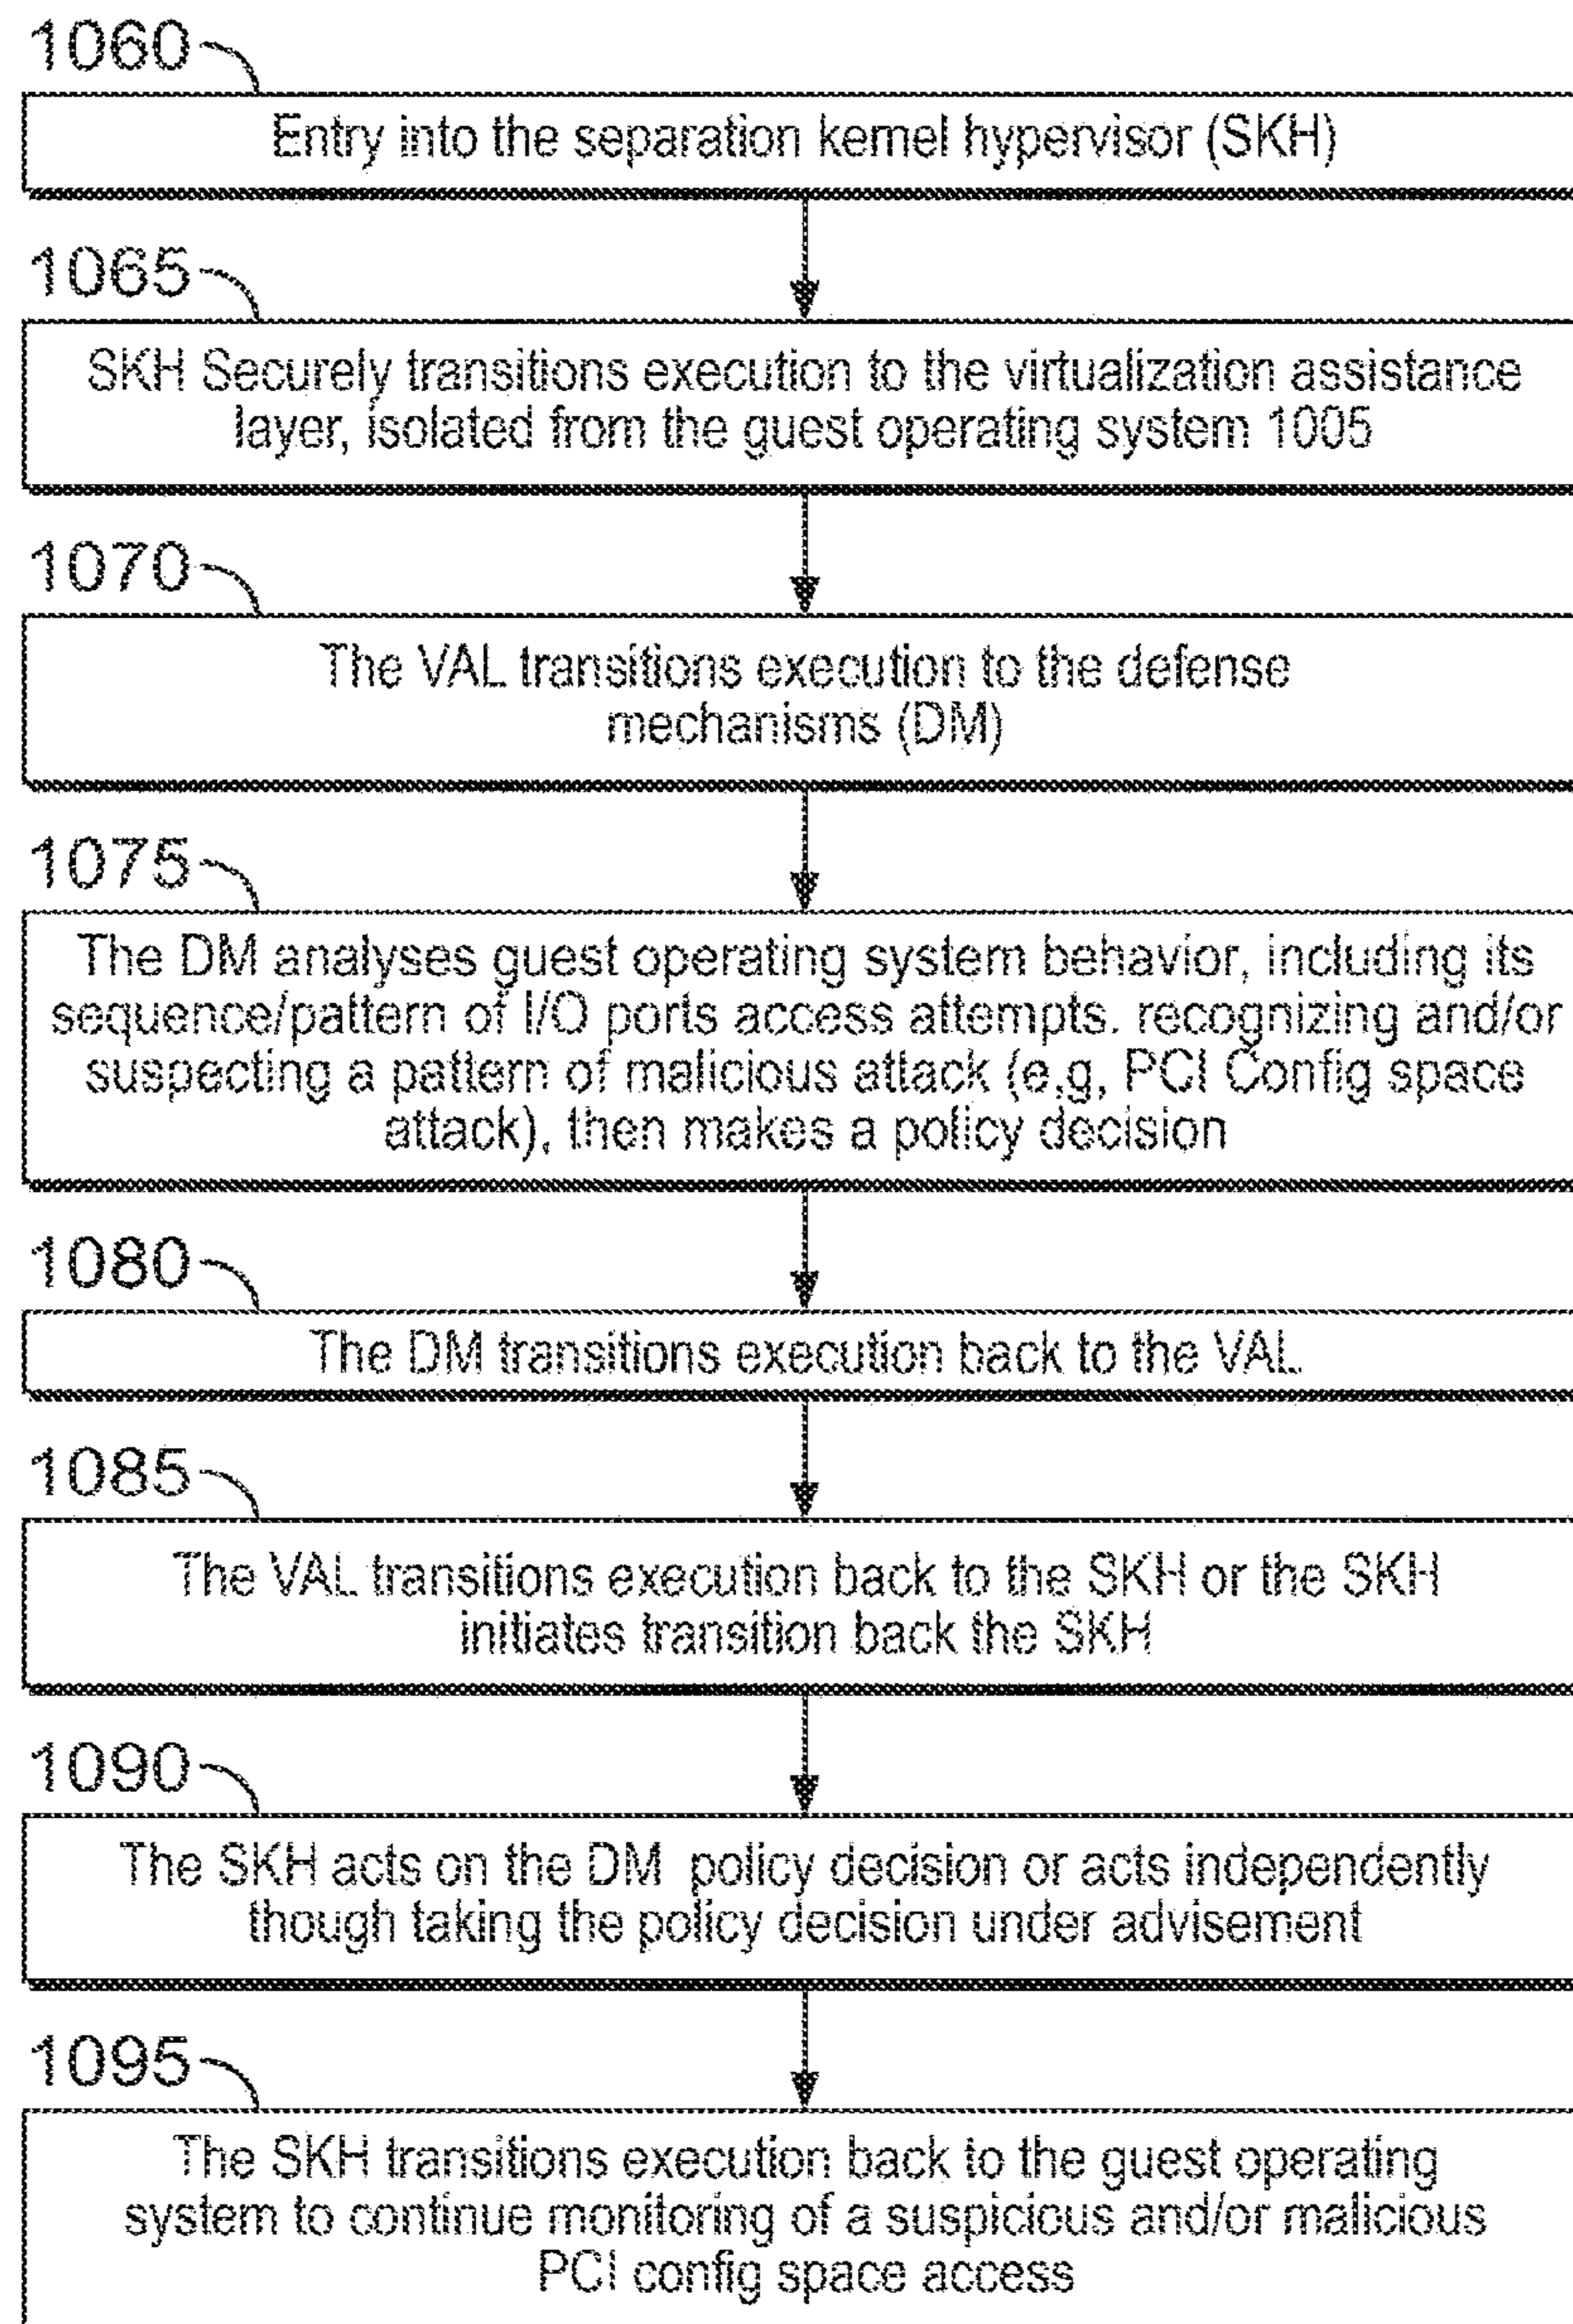 1060
Entry into the separation kernel hypervisor (SKH)
1065
SKH Securely transitions execution to the virtualization assistance
layer, isolated from the guest operating system 1005
1070
The VAL transitions execution to the defense
mechanisms (DM)
1075
The DM analyses guest operating system behavior, including its
sequence/pattern of I/O ports access attempts. recognizing and/or
suspecting a pattern of malicious attack (e,g, PCI Config space
attack), then makes a policy decision
1080
The DM transitions execution back to the VAL
1085
The VAL transitions execution back to the SKH or the SKH
initiates transition back the SKH
1090
The SKH acts on the DM policy decision or acts independently
though taking the policy decision under advisement
1095
The SKH transitions execution back to the guest operating
system to continue monitoring of a suspicious and/or malicious
PCI config space access